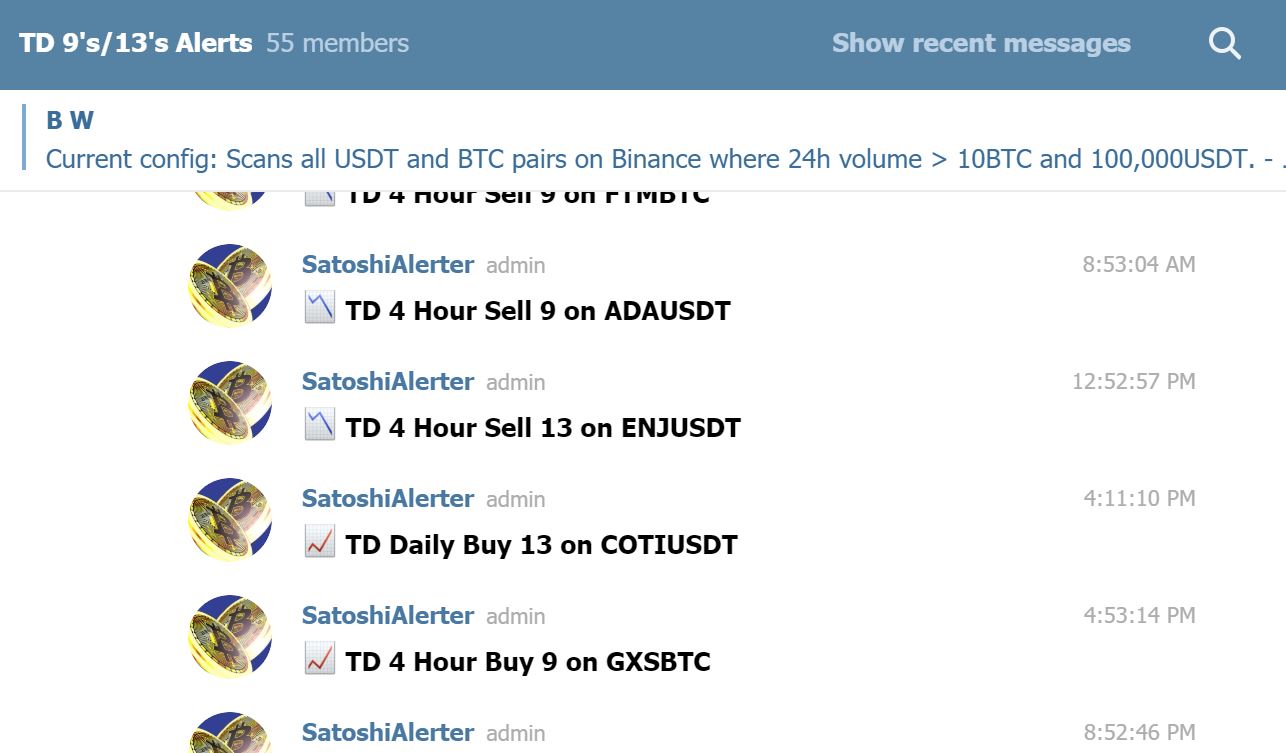 TD 9's/13's Alerts 55 members Show recent messages
B W
Current config: Scans all USDT and BTC pairs on Binance where 24h volume > 10BTC and 100,000USDT. - .
TD 4 Hour Sell 9 on FTMBTC
SatoshiAlerter admin 8:53:04 AM
TD 4 Hour Sell 9 on ADAUSDT
SatoshiAlerter admin 12:52:57 PM
TD 4 Hour Sell 13 on ENJUSDT
SatoshiAlerter admin 4:11:10 PM
TD Daily Buy 13 on COTIUSDT
SatoshiAlerter admin 4:53:14 PM
TD 4 Hour Buy 9 on GXSBTC
SatoshiAlerter admin 8:52:46 PM